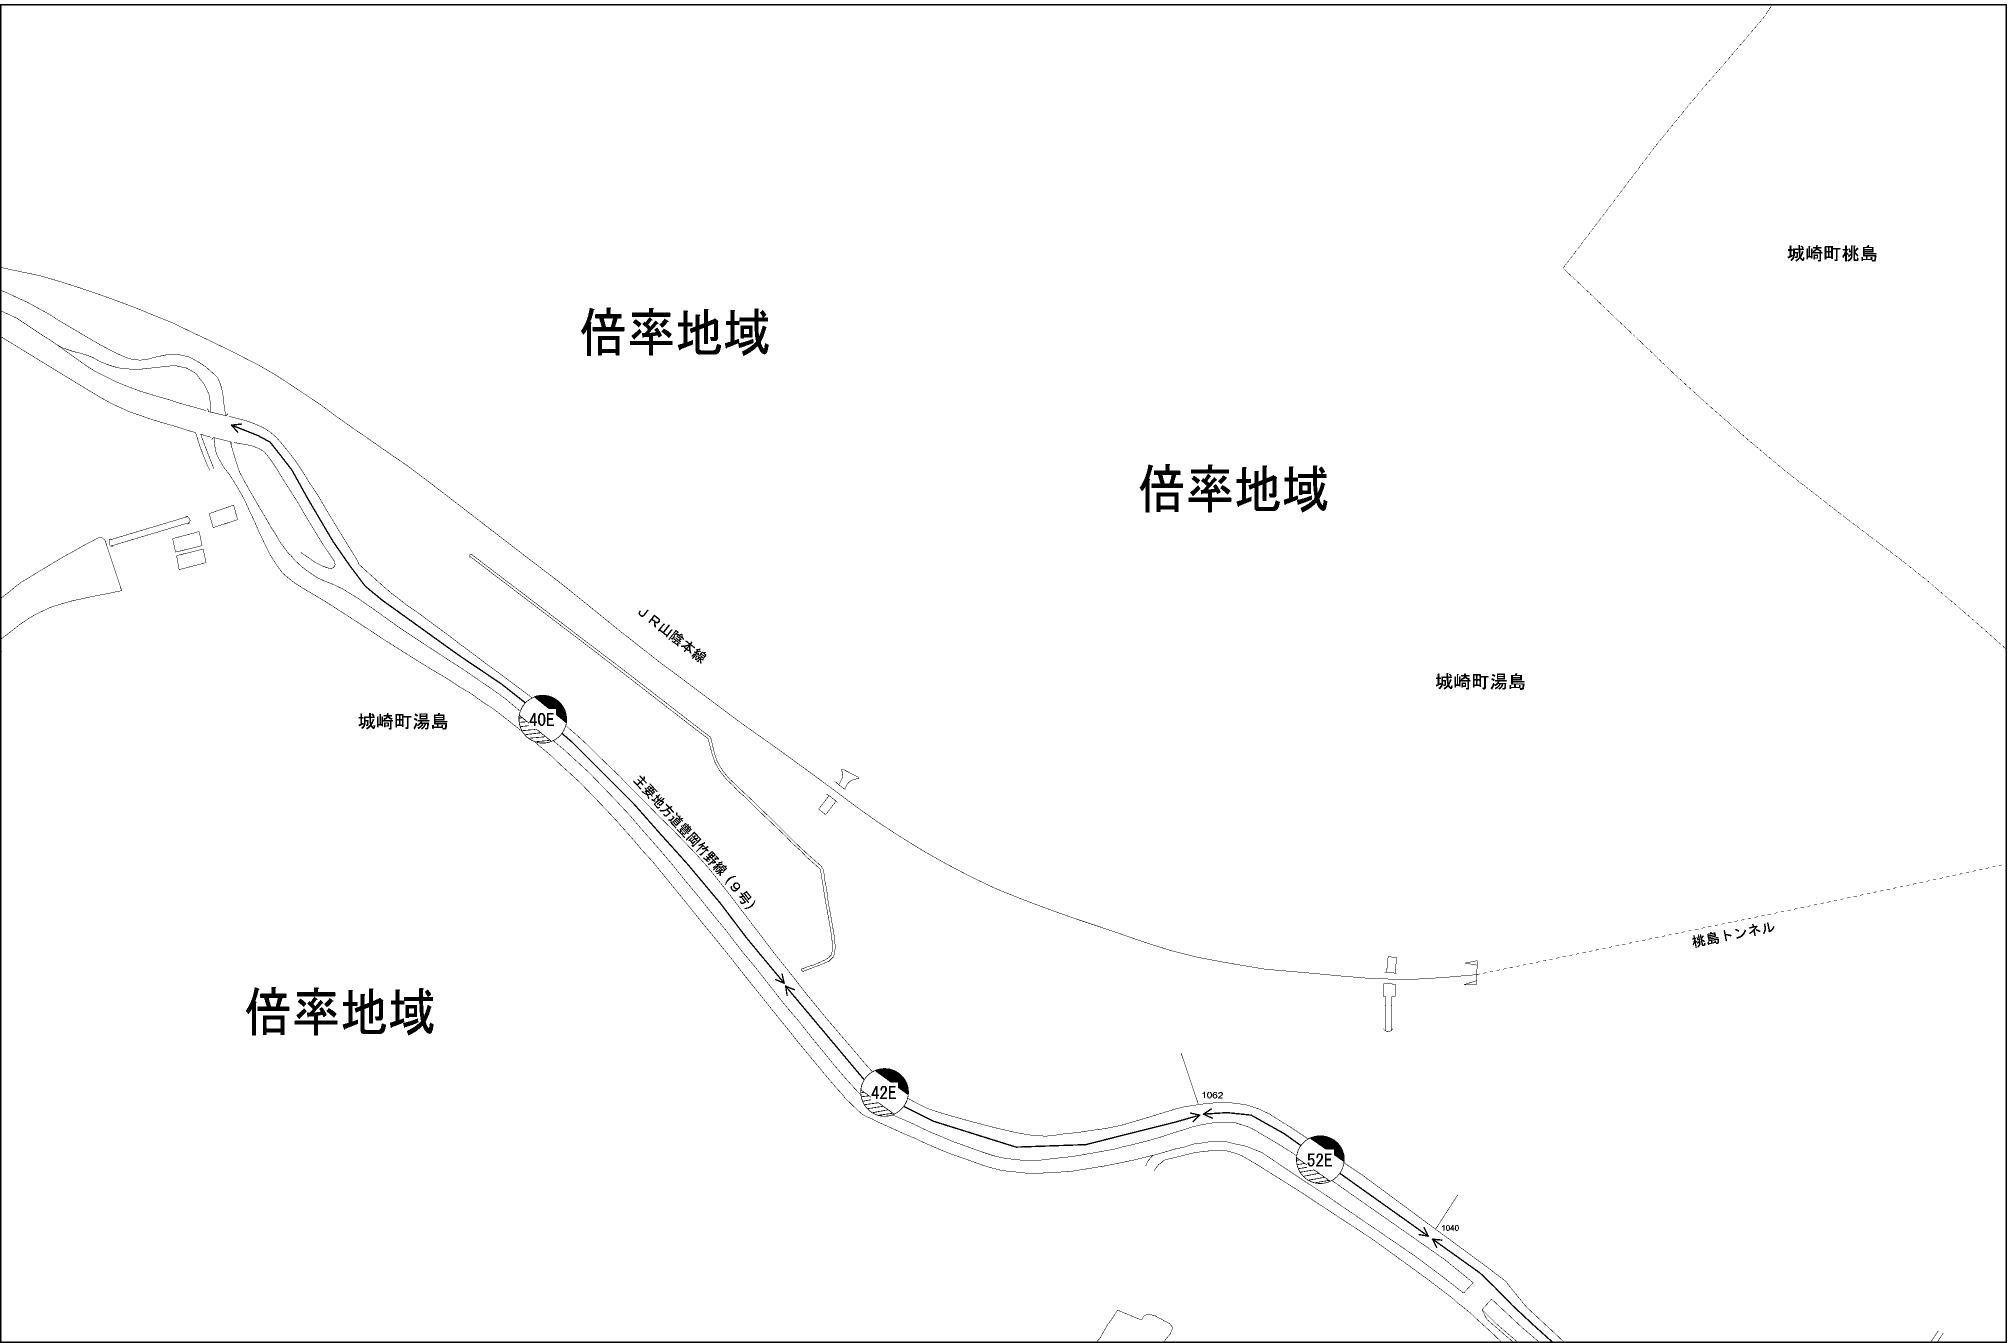 城崎町桃島
倍率地域
倍率地域
JR山陰本線
城崎町湯島
城崎町湯島
40E
主要地方道豊岡竹野線(9号)
桃島トンネル
倍率地域
42E
1062
52E
1040